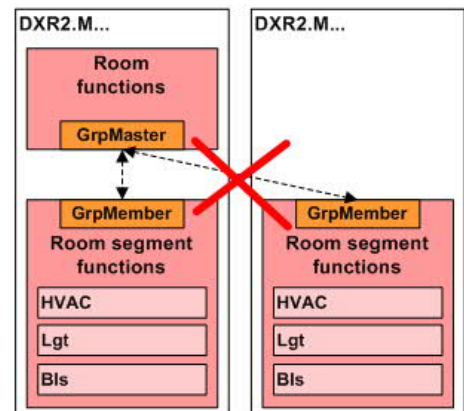 DXR2.M...
Room
functions
GrpMaster
GrpMember
Room segment
functions
HVAC
Lgt
Bls
DXR2.M...
GrpMember
Room segment
functions
HVAC
Lgt
Bls